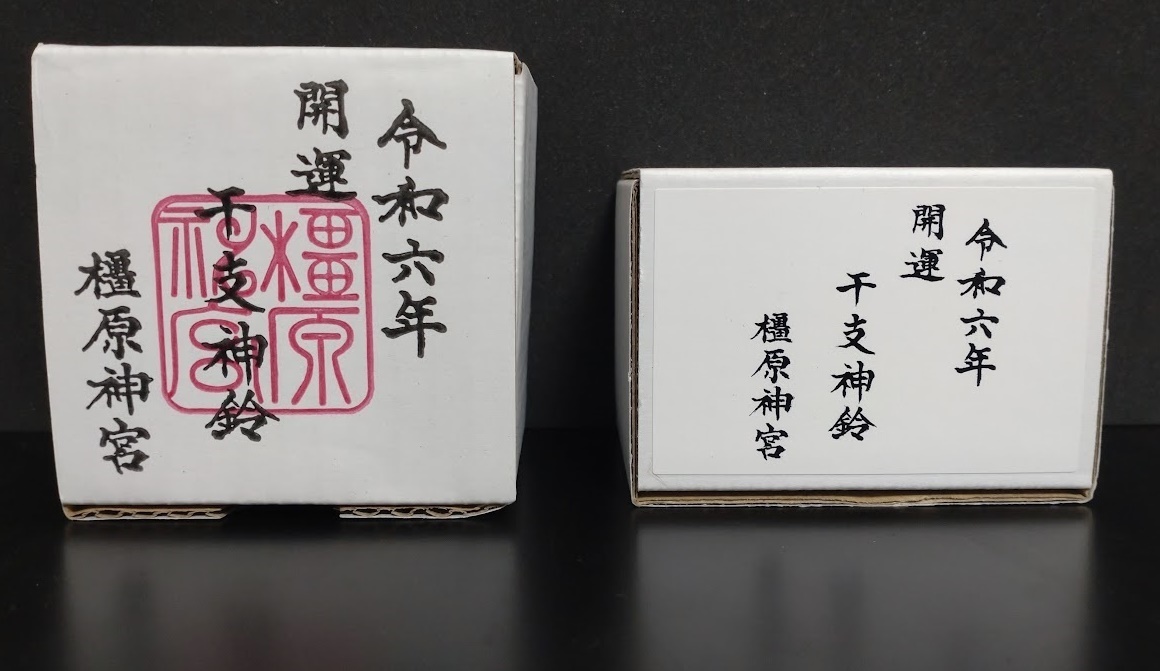 令和六年
開運
干支神鈴
橿原神宮
橿原
神宮
令和六年
開運
干支神鈴
橿原神宮